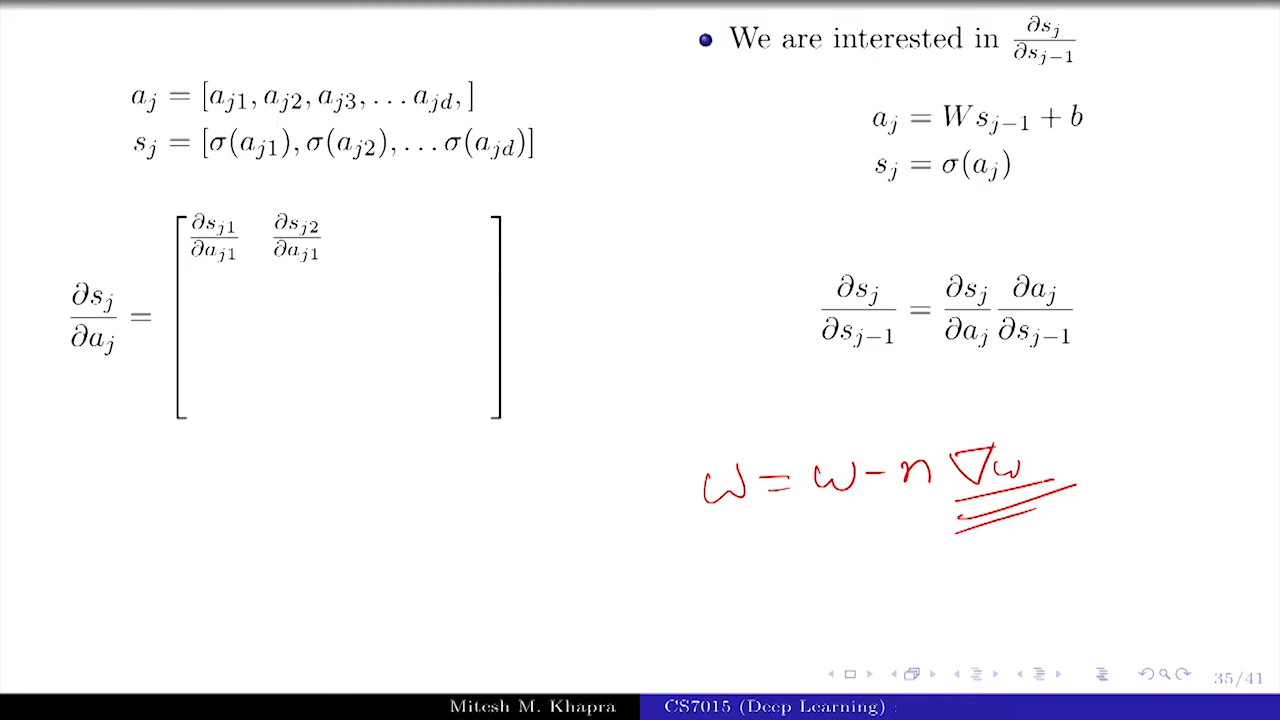 • We are interested in ∂s_j/∂s_{j−1}
a_j = [a_{j1}, a_{j2}, a_{j3}, . . . a_{jd}, ]
s_j = [σ(a_{j1}), σ(a_{j2}), . . . σ(a_{jd})]
a_j = W s_{j−1} + b
s_j = σ(a_j)
∂s_j/∂a_j = [ ∂s_{j1}/∂a_{j1} ∂s_{j2}/∂a_{j1} ]
∂s_j/∂s_{j−1} = ∂s_j/∂a_j ∂a_j/∂s_{j−1}
ω = ω − η ∇ω
35/41
Mitesh M. Khapra CS7015 (Deep Learning) :